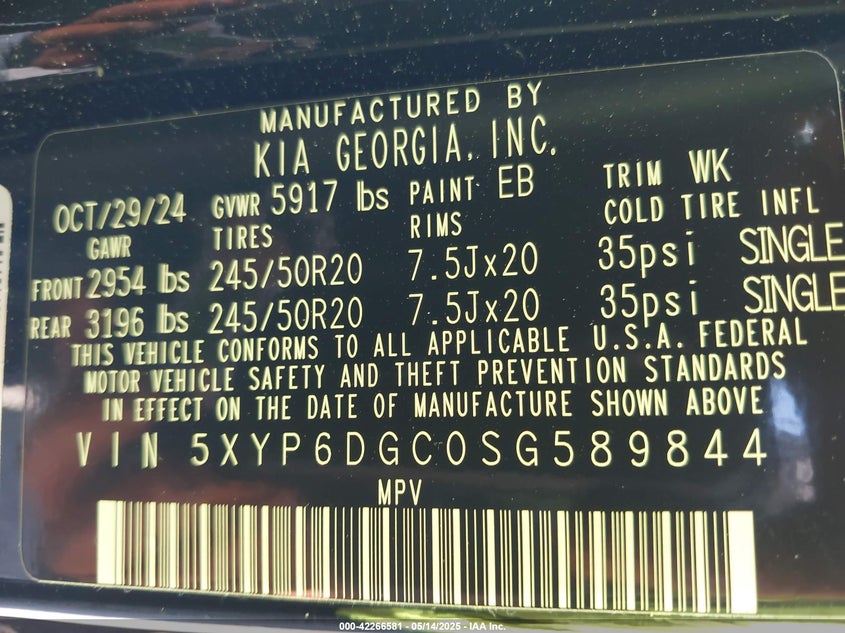 MANUFACTURED BY
KIA GEORGIA, INC.
OCT/29/24 GVWR 5917 lbs PAINT EB TRIM WK
GAWR TIRES RIMS COLD TIRE INFL
FRONT 2954 lbs 245/50R20 7.5Jx20 35psi SINGLE
REAR 3196 lbs 245/50R20 7.5Jx20 35psi SINGLE
THIS VEHICLE CONFORMS TO ALL APPLICABLE U.S.A. FEDERAL
MOTOR VEHICLE SAFETY AND THEFT PREVENTION STANDARDS
IN EFFECT ON THE DATE OF MANUFACTURE SHOWN ABOVE
VIN 5XYP6DGC0SG589844
MPV
000-42266581 - 05/14/2025 - IAA Inc.